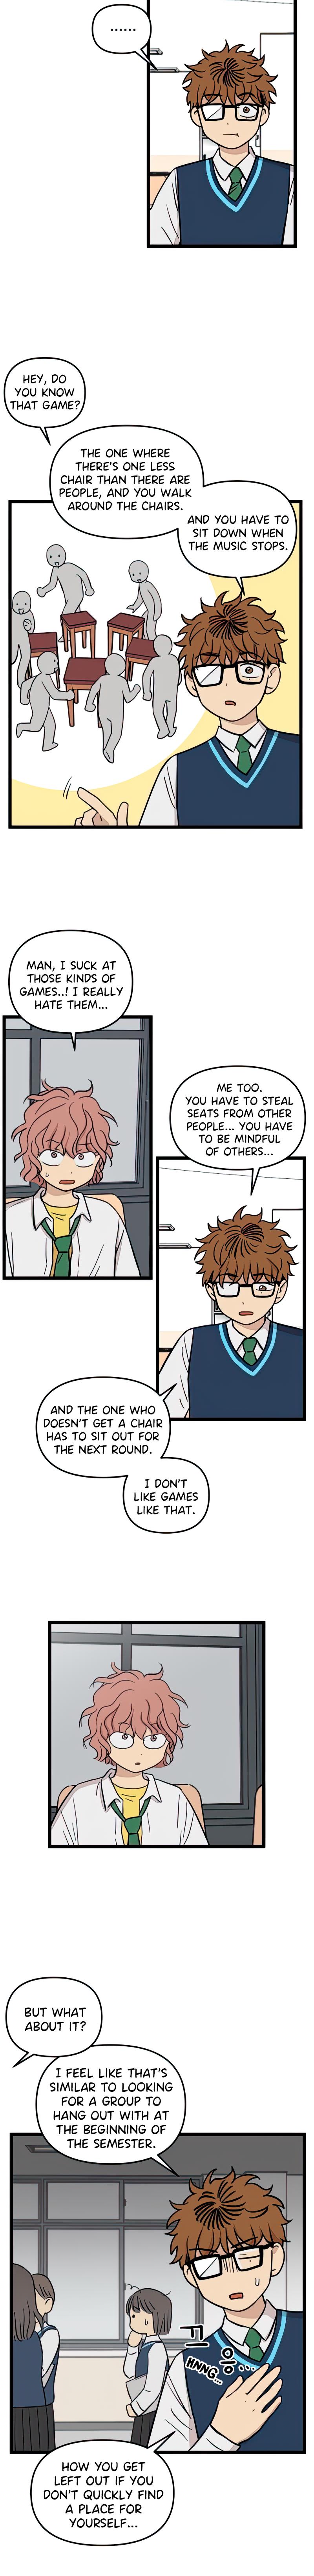 ......
HEY, DO
YOU KNOW
THAT GAME?
THE ONE WHERE
THERE'S ONE LESS
CHAIR THAN THERE ARE
PEOPLE, AND YOU WALK
AROUND THE CHAIRS.
AND YOU HAVE TO
SIT DOWN WHEN
THE MUSIC STOPS.
MAN, I SUCK AT
THOSE KINDS OF
GAMES..! I REALLY
HATE THEM...
ME TOO.
YOU HAVE TO STEAL
SEATS FROM OTHER
PEOPLE... YOU HAVE
TO BE MINDFUL
OF OTHERS...
AND THE ONE WHO
DOESN'T GET A CHAIR
HAS TO SIT OUT FOR
THE NEXT ROUND.
I DON'T
LIKE GAMES
LIKE THAT.
BUT WHAT
ABOUT IT?
I FEEL LIKE THAT'S
SIMILAR TO LOOKING
FOR A GROUP TO
HANG OUT WITH AT
THE BEGINNING OF
THE SEMESTER.
HNNG...
HOW YOU GET
LEFT OUT IF YOU
DON'T QUICKLY FIND
A PLACE FOR
YOURSELF...